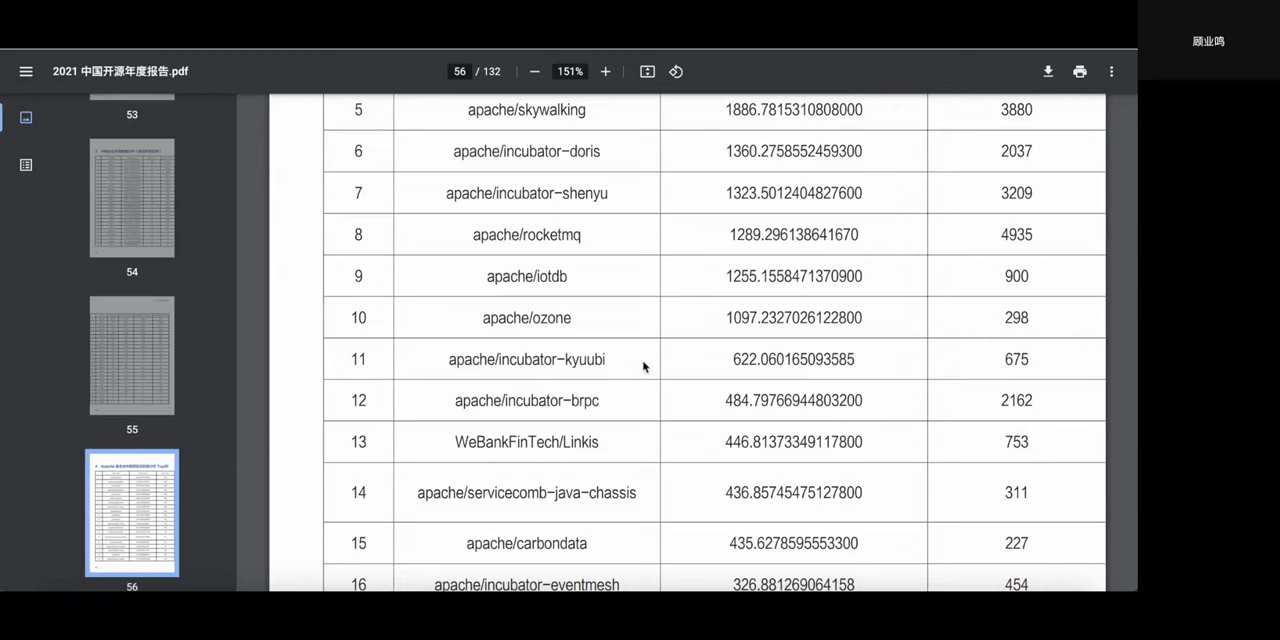 顾业鸣
2021 中国开源年度报告.pdf
56 / 132
151%
53
54
55
56
5 apache/skywalking 1886.7815310808000 3880
6 apache/incubator-doris 1360.2758552459300 2037
7 apache/incubator-shenyu 1323.5012404827600 3209
8 apache/rocketmq 1289.296138641670 4935
9 apache/iotdb 1255.1558471370900 900
10 apache/ozone 1097.2327026122800 298
11 apache/incubator-kyuubi 622.060165093585 675
12 apache/incubator-brpc 484.79766944803200 2162
13 WeBankFinTech/Linkis 446.81373349117800 753
14 apache/servicecomb-java-chassis 436.85745475127800 311
15 apache/carbondata 435.6278595553300 227
16 apache/incubator-eventmesh 326.881269064158 454